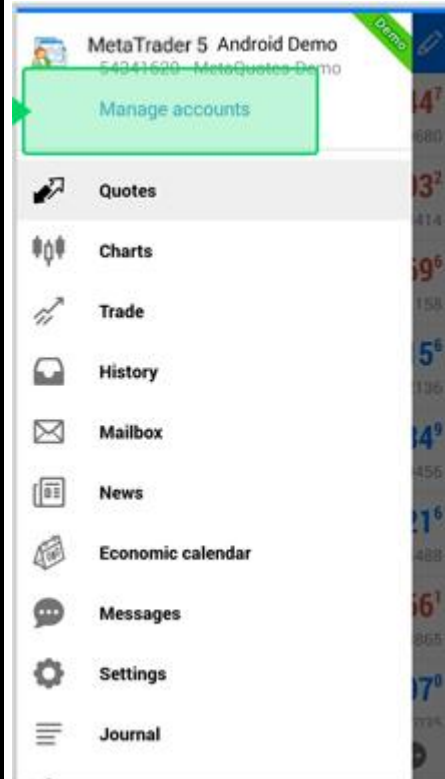 MetaTrader 5 Android Demo
Demo
54341620 - MetaQuotes-Demo
Manage accounts
Quotes
Charts
Trade
History
Mailbox
News
Economic calendar
Messages
Settings
Journal